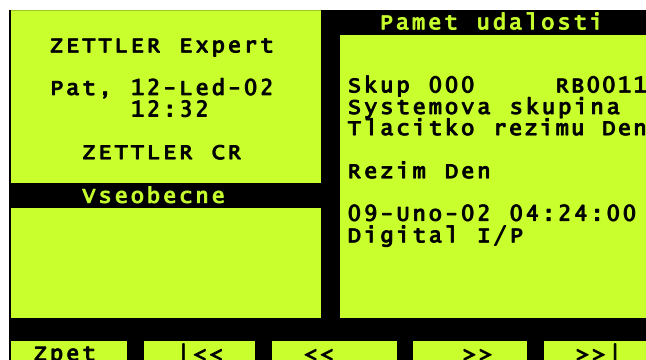 ZETTLER Expert
Pat, 12-Led-02
12:32
ZETTLER CR
Vseobecne
Pamet udalosti
Skup 000 RB0011
Systemova skupina
Tlacitko rezimu Den
Rezim Den
09-Uno-02 04:24:00
Digital I/P
Zpet |<< << >> >>|